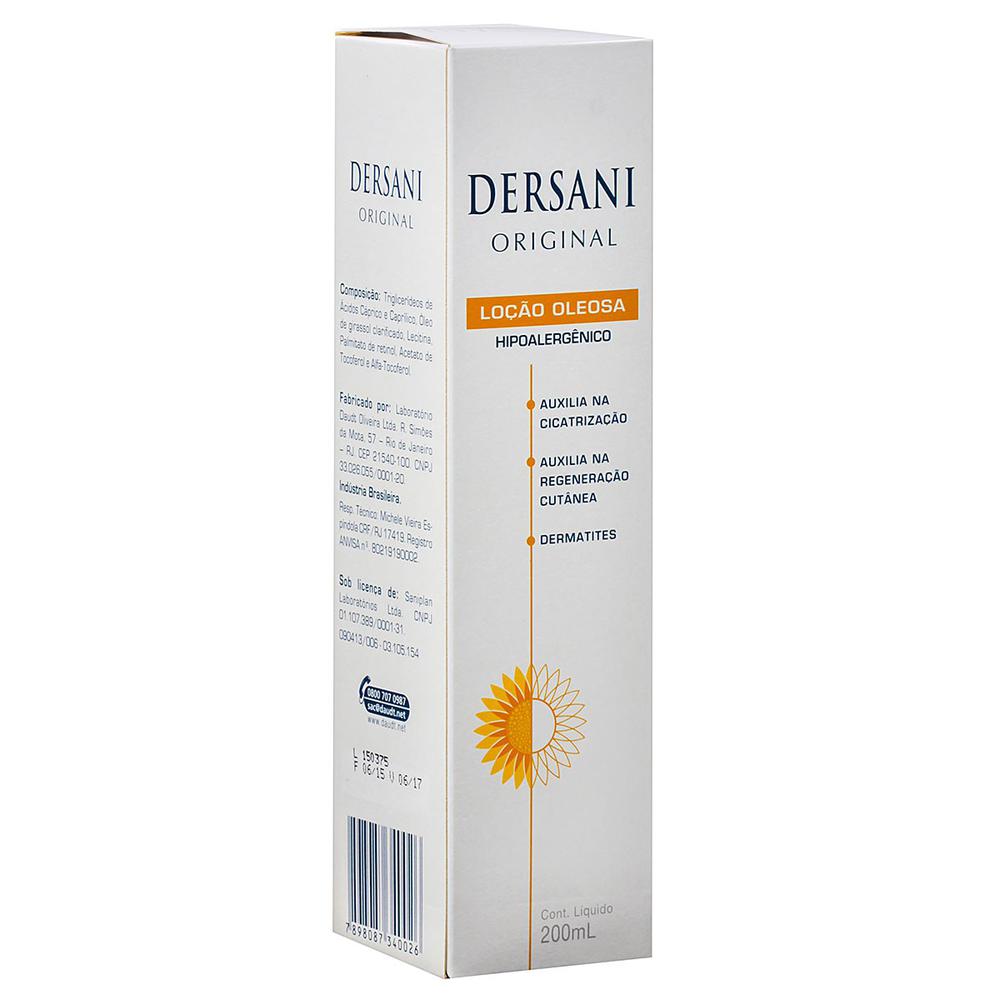 DERSANI
ORIGINAL
Composição: Triglicerídeos de
Ácidos Cáprico e Caprílico, Óleo
de girassol clarificado, Lecitina,
Palmitato de retinol, Acetato de
Tocoferol e Alfa-Tocoferol.
Fabricado por: Laboratório
Daudt Oliveira Ltda. R. Simões
da Mota, 57 – Rio de Janeiro
– RJ. CEP 21540-100. CNPJ
33.026.055/0001-20.
Indústria Brasileira.
Resp. Técnico: Michele Vieira Es-
píndola CRF/RJ 17419. Registro
ANVISA nº. 80219190002.
Sob licença de: Saniplan
Laboratórios Ltda. CNPJ
01.107.389/0001-31.
090413/006 - 03.105.154
0800 707 0987
sac@daudt.net
www.daudt.net
L 150375
F 06/15 V 06/17
7 898087 340026
DERSANI
ORIGINAL
LOÇÃO OLEOSA
HIPOALERGÊNICO
AUXILIA NA
CICATRIZAÇÃO
AUXILIA NA
REGENERAÇÃO
CUTÂNEA
DERMATITES
Cont. Líquido
200mL